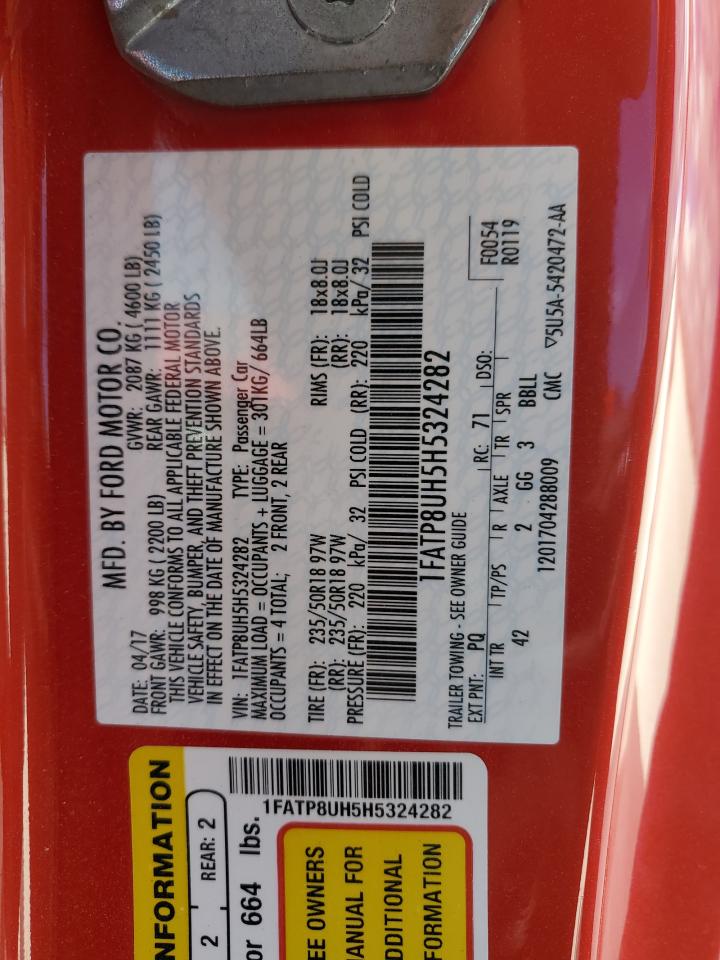 MFD. BY FORD MOTOR CO.
DATE: 04/17 GVWR: 2087 KG ( 4600 LB)
FRONT GAWR: 998 KG ( 2200 LB) REAR GAWR: 1111 KG ( 2450 LB)
THIS VEHICLE CONFORMS TO ALL APPLICABLE FEDERAL MOTOR
VEHICLE SAFETY, BUMPER, AND THEFT PREVENTION STANDARDS
IN EFFECT ON THE DATE OF MANUFACTURE SHOWN ABOVE.
VIN: 1FATP8UH5H5324282 TYPE: Passenger Car
MAXIMUM LOAD = OCCUPANTS + LUGGAGE = 301KG/ 664LB
OCCUPANTS = 4 TOTAL; 2 FRONT, 2 REAR
TIRE (FR): 235/50R18 97W RIMS (FR): 18x8.0J
(RR): 235/50R18 97W (RR): 18x8.0J
PRESSURE (FR): 220 kPa/ 32 PSI COLD (RR): 220 kPa/ 32 PSI COLD
1FATP8UH5H5324282
TRAILER TOWING - SEE OWNER GUIDE F0054
EXT PNT: PQ RC: 71 DSO: R0119
INT TR TP/PS R AXLE TR SPR
42 2 GG 3 BBLL
1201704288009 CMC ▽5U5A-5420472-AA
NFORMATION
2 REAR: 2
or 664 lbs.
1FATP8UH5H5324282
EE OWNERS
ANUAL FOR
DDITIONAL
FORMATION